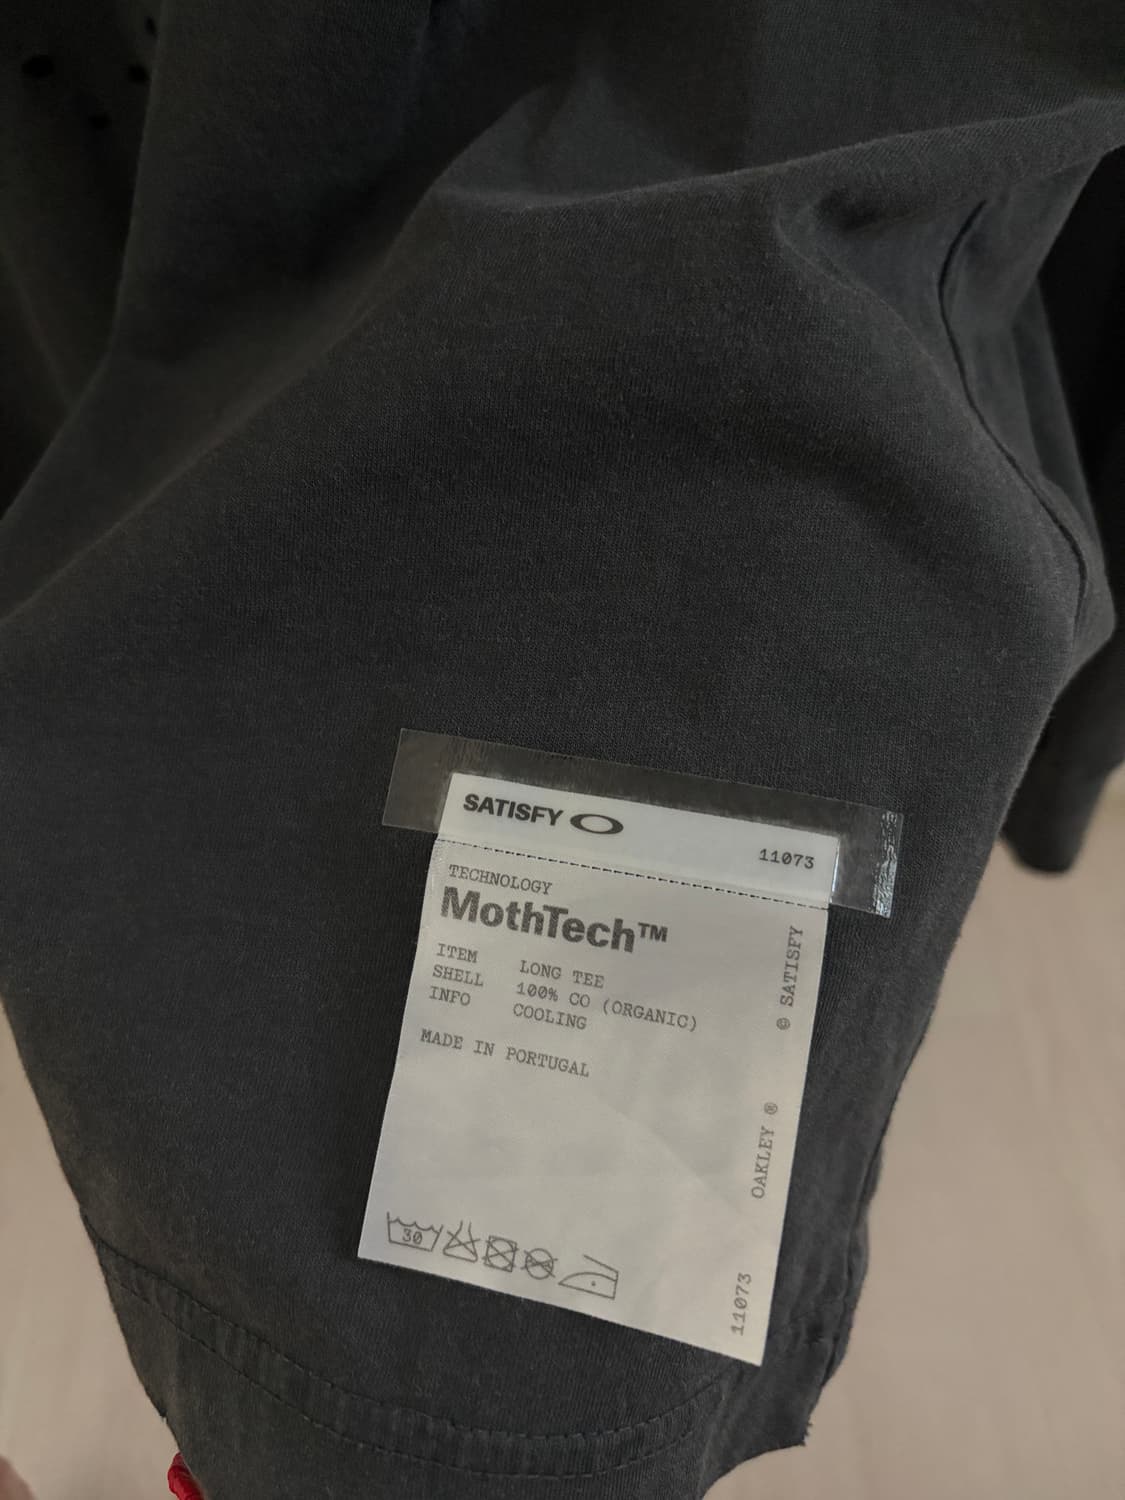 SATISFY
11073
TECHNOLOGY
MothTech™
ITEM LONG TEE
SHELL 100% CO (ORGANIC)
INFO COOLING
MADE IN PORTUGAL
30
© SATISFY
OAKLEY ®
11073